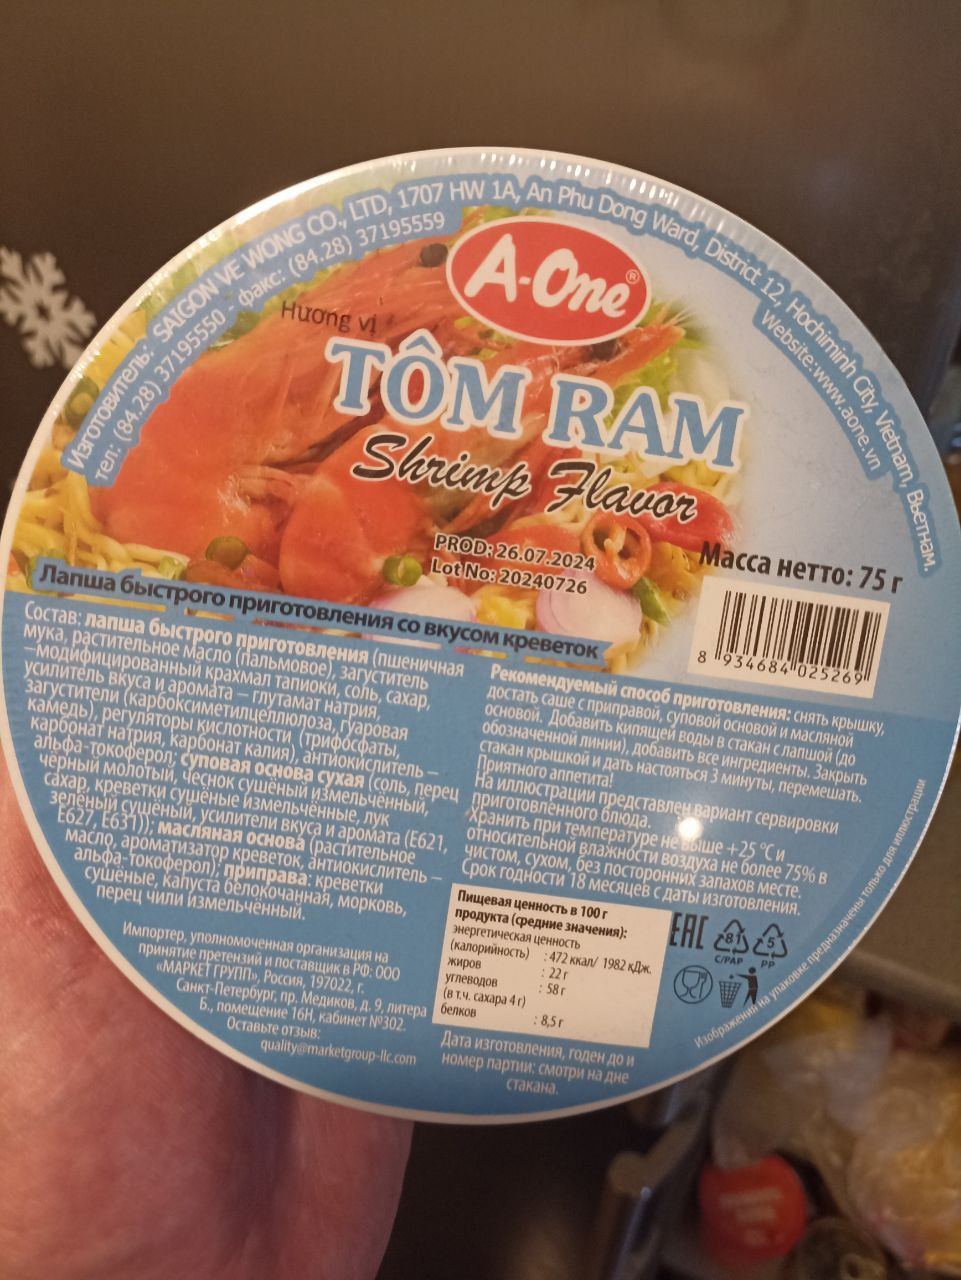 Изготовитель: SAIGON VE WONG CO., LTD, 1707 HW 1A, An Phu Dong Ward, District 12, Hochiminh City, Vietnam, Вьетнам.
тел: (84.28) 37195550 - факс: (84.28) 37195559
Website: www.aone.vn
A-One®
Hương vị
TÔM RAM
Shrimp Flavor
PROD: 26.07.2024
Lot No: 20240726
Масса нетто: 75 г
8 934684 025269
Лапша быстрого приготовления со вкусом креветок
Состав: лапша быстрого приготовления (пшеничная
мука, растительное масло (пальмовое), загуститель
–модифицированный крахмал тапиоки, соль, сахар,
усилитель вкуса и аромата – глутамат натрия,
загустители (карбоксиметилцеллюлоза, гуаровая
камедь), регуляторы кислотности (трифосфаты,
карбонат натрия, карбонат калия), антиокислитель –
альфа-токоферол; суповая основа сухая (соль, перец
чёрный молотый, чеснок сушёный измельчённый,
сахар, креветки сушёные измельчённые, лук
зелёный сушёный, усилители вкуса и аромата (Е621,
Е627, Е631)); масляная основа (растительное
масло, ароматизатор креветок, антиокислитель –
альфа-токоферол); приправа: креветки
сушёные, капуста белокочанная, морковь,
перец чили измельчённый.
Импортер, уполномоченная организация на
принятие претензий и поставщик в РФ: ООО
«МАРКЕТ ГРУПП», Россия, 197022, г.
Санкт-Петербург, пр. Медиков, д. 9, литера
Б., помещение 16Н, кабинет №302.
Оставьте отзыв:
quality@marketgroup-llc.com
Рекомендуемый способ приготовления: снять крышку,
достать саше с приправой, суповой основой и масляной
основой. Добавить кипящей воды в стакан с лапшой (до
обозначенной линии), добавить все ингредиенты. Закрыть
стакан крышкой и дать настояться 3 минуты, перемешать.
Приятного аппетита!
На иллюстрации представлен вариант сервировки
приготовленного блюда.
Хранить при температуре не выше +25 °С и
относительной влажности воздуха не более 75% в
чистом, сухом, без посторонних запахов месте.
Срок годности 18 месяцев с даты изготовления.
Пищевая ценность в 100 г
продукта (средние значения):
энергетическая ценность
(калорийность) : 472 ккал/ 1982 кДж.
жиров : 22 г
углеводов : 58 г
(в т.ч. сахара 4 г)
белков : 8,5 г
Дата изготовления, годен до и
номер партии: смотри на дне
стакана.
EAC
81
C/PAP
5
PP
Изображения на упаковке предназначены только для иллюстрации